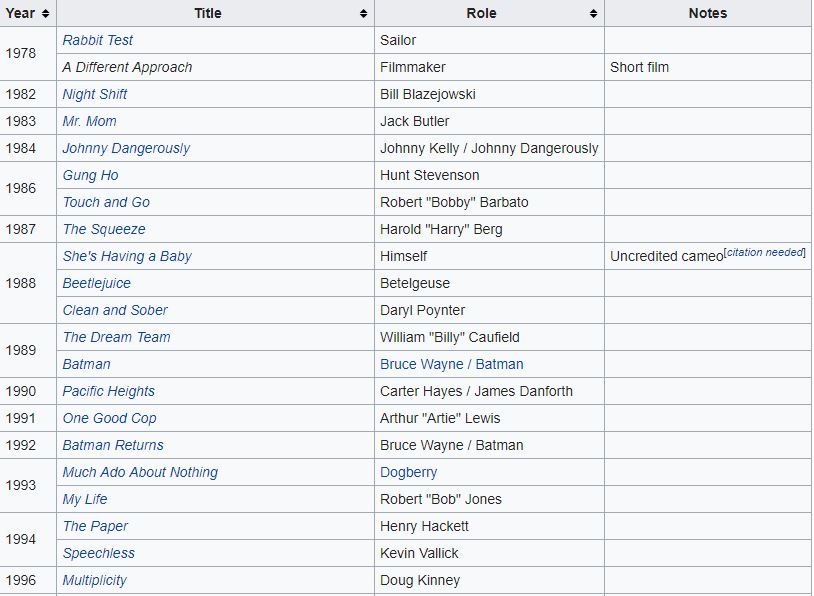 Year Title Role Notes
1978 Rabbit Test Sailor
A Different Approach Filmmaker Short film
1982 Night Shift Bill Blazejowski
1983 Mr. Mom Jack Butler
1984 Johnny Dangerously Johnny Kelly / Johnny Dangerously
1986 Gung Ho Hunt Stevenson
Touch and Go Robert "Bobby" Barbato
1987 The Squeeze Harold "Harry" Berg
1988 She's Having a Baby Himself Uncredited cameo[citation needed]
Beetlejuice Betelgeuse
Clean and Sober Daryl Poynter
1989 The Dream Team William "Billy" Caufield
Batman Bruce Wayne / Batman
1990 Pacific Heights Carter Hayes / James Danforth
1991 One Good Cop Arthur "Artie" Lewis
1992 Batman Returns Bruce Wayne / Batman
1993 Much Ado About Nothing Dogberry
My Life Robert "Bob" Jones
1994 The Paper Henry Hackett
Speechless Kevin Vallick
1996 Multiplicity Doug Kinney